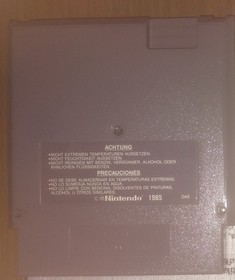 ACHTUNG
•NICHT EXTREMEN TEMPERATUREN AUSSETZEN.
•NICHT FEUCHTIGKEIT AUSSETZEN.
•NICHT REINIGEN MIT BENZIN, VERDÜNNER, ALKOHOL ODER
ÄHNLICHEN FLÜSSIGKEITEN.
PRECAUCIONES
•NO SE DEBE ALMACENAR EN TEMPERATURAS EXTREMAS.
•NO LO SUMERJA NUNCA EN AGUA.
•NO LO LIMPIE CON BENCINA, DISOLVENTES DE PINTURAS,
ALCOHOL U OTROS SIMILARES.
© Nintendo 1985